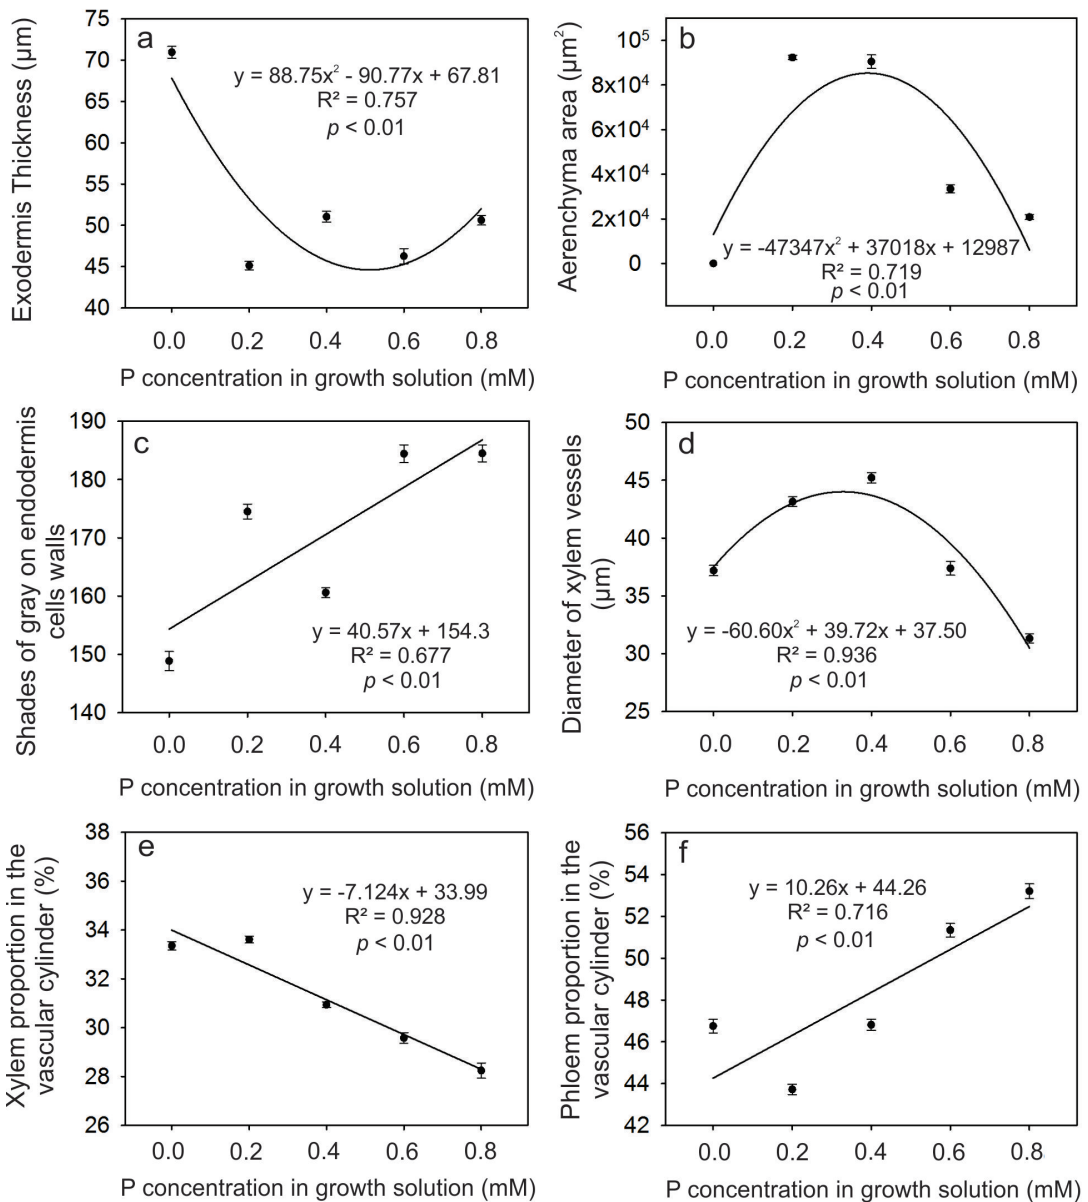 a
Exodermis Thickness (µm)
75
70
65
60
55
50
45
40
y = 88.75x² - 90.77x + 67.81
R² = 0.757
p < 0.01
0.0 0.2 0.4 0.6 0.8
P concentration in growth solution (mM)
b
Aerenchyma area (µm²)
10⁵
8x10⁴
6x10⁴
4x10⁴
2x10⁴
0
y = -47347x² + 37018x + 12987
R² = 0.719
p < 0.01
0.0 0.2 0.4 0.6 0.8
P concentration in growth solution (mM)
c
Shades of gray on endodermis
cells walls
190
180
170
160
150
140
y = 40.57x + 154.3
R² = 0.677
p < 0.01
0.0 0.2 0.4 0.6 0.8
P concentration in growth solution (mM)
d
Diameter of xylem vessels
(µm)
50
45
40
35
30
25
y = -60.60x² + 39.72x + 37.50
R² = 0.936
p < 0.01
0.0 0.2 0.4 0.6 0.8
P concentration in growth solution (mM)
e
Xylem proportion in the
vascular cylinder (%)
38
36
34
32
30
28
26
y = -7.124x + 33.99
R² = 0.928
p < 0.01
0.0 0.2 0.4 0.6 0.8
P concentration in growth solution (mM)
f
Phloem proportion in the
vascular cylinder (%)
56
54
52
50
48
46
44
42
y = 10.26x + 44.26
R² = 0.716
p < 0.01
0.0 0.2 0.4 0.6 0.8
P concentration in growth solution (mM)